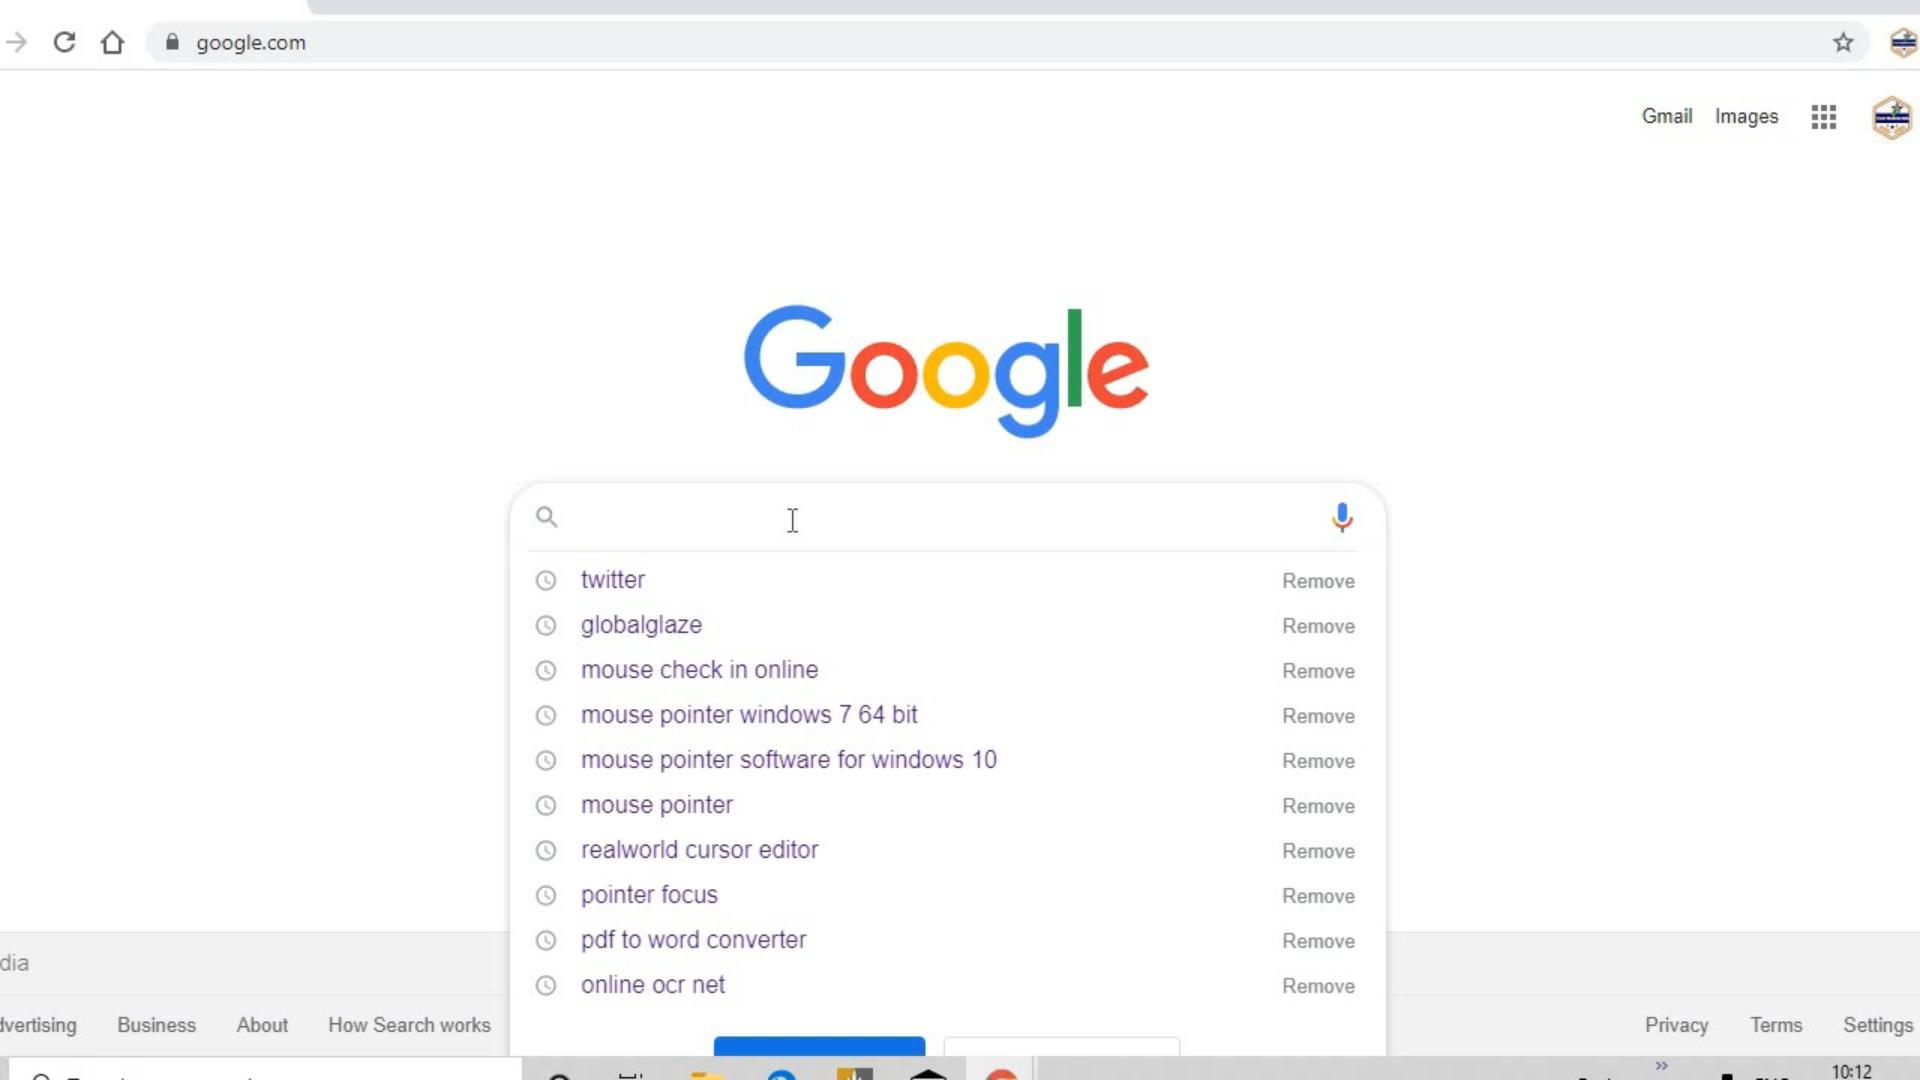 google.com
Gmail Images
Google
twitter Remove
globalglaze Remove
mouse check in online Remove
mouse pointer windows 7 64 bit Remove
mouse pointer software for windows 10 Remove
mouse pointer Remove
realworld cursor editor Remove
pointer focus Remove
pdf to word converter Remove
online ocr net Remove
dia
dvertising Business About How Search works Privacy Terms Settings
10:12